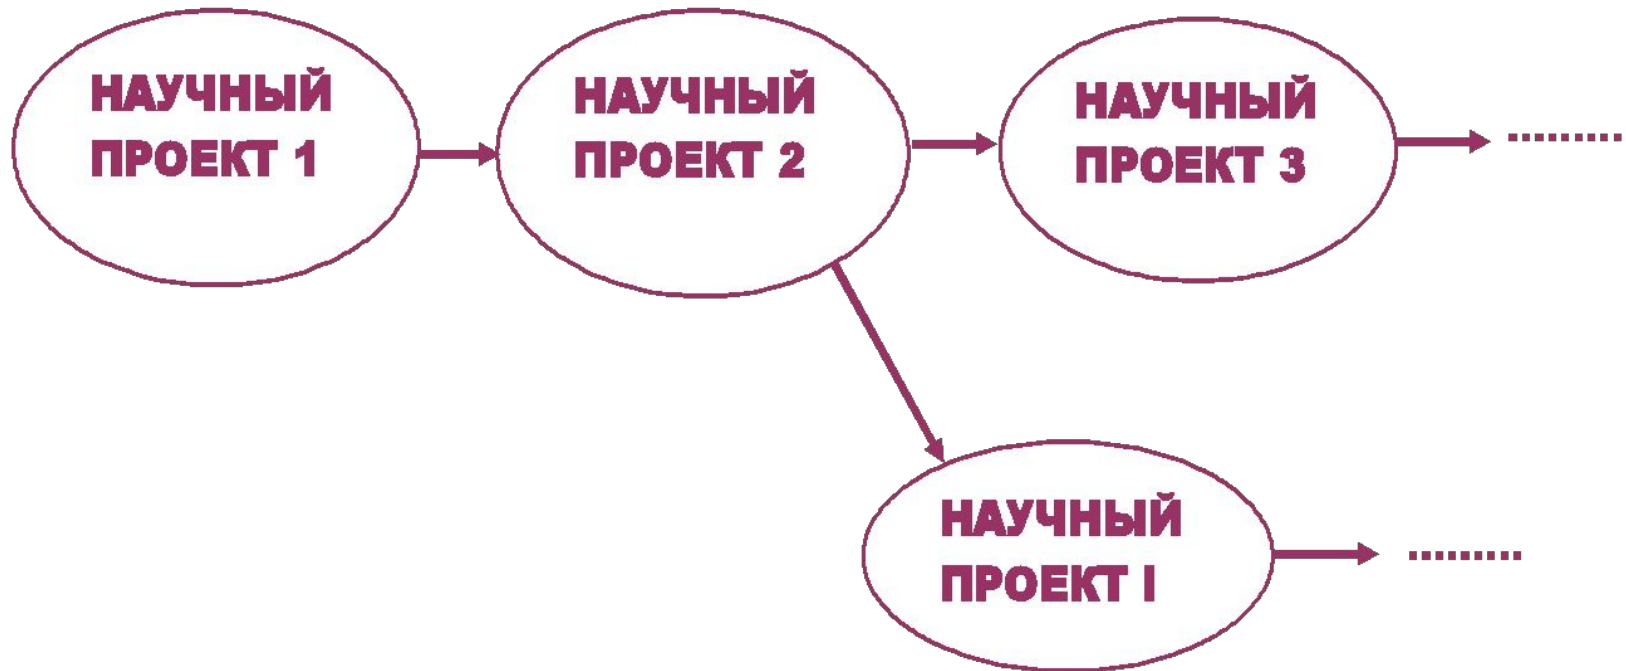 НАУЧНЫЙ
ПРОЕКТ 1
НАУЧНЫЙ
ПРОЕКТ 2
НАУЧНЫЙ
ПРОЕКТ 3
.........
НАУЧНЫЙ
ПРОЕКТ I
.........